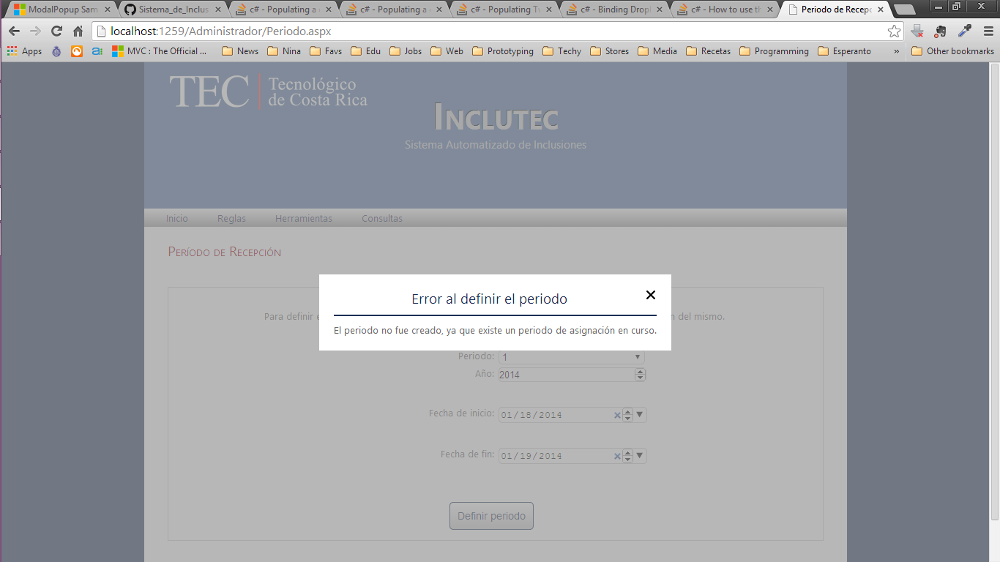 ModalPopup Sam
Sistema_de_Inclus
c# - Populating a
c# - Populating a
c# - Populating T
c# - Binding Drop
c# - How to use th
Periodo de Recep
localhost:1259/Administrador/Periodo.aspx
Apps
MVC : The Official ...
News
Nina
Favs
Edu
Jobs
Web
Prototyping
Techy
Stores
Media
Recetas
Programming
Esperanto
»
Other bookmarks
TEC
Tecnológico
de Costa Rica
Inclutec
Sistema Automatizado de Inclusiones
Inicio Reglas Herramientas Consultas
Período de Recepción
Error al definir el periodo
Para definir
del mismo.
El periodo no fue creado, ya que existe un periodo de asignación en curso.
Periodo: 1
Año: 2014
Fecha de inicio: 01/18/2014
Fecha de fin: 01/19/2014
Definir periodo